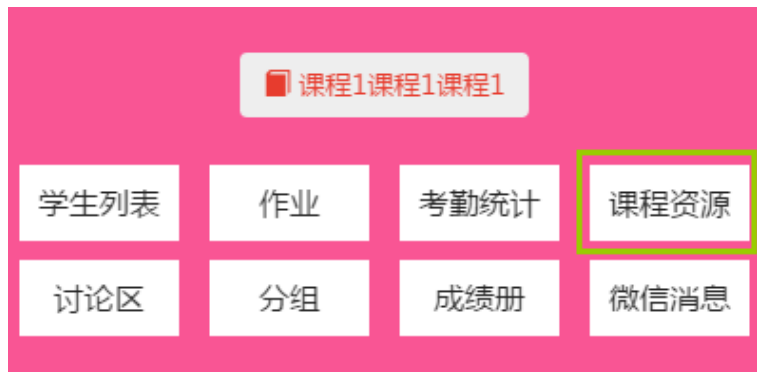 课程1课程1课程1
学生列表 作业 考勤统计 课程资源
讨论区 分组 成绩册 微信消息